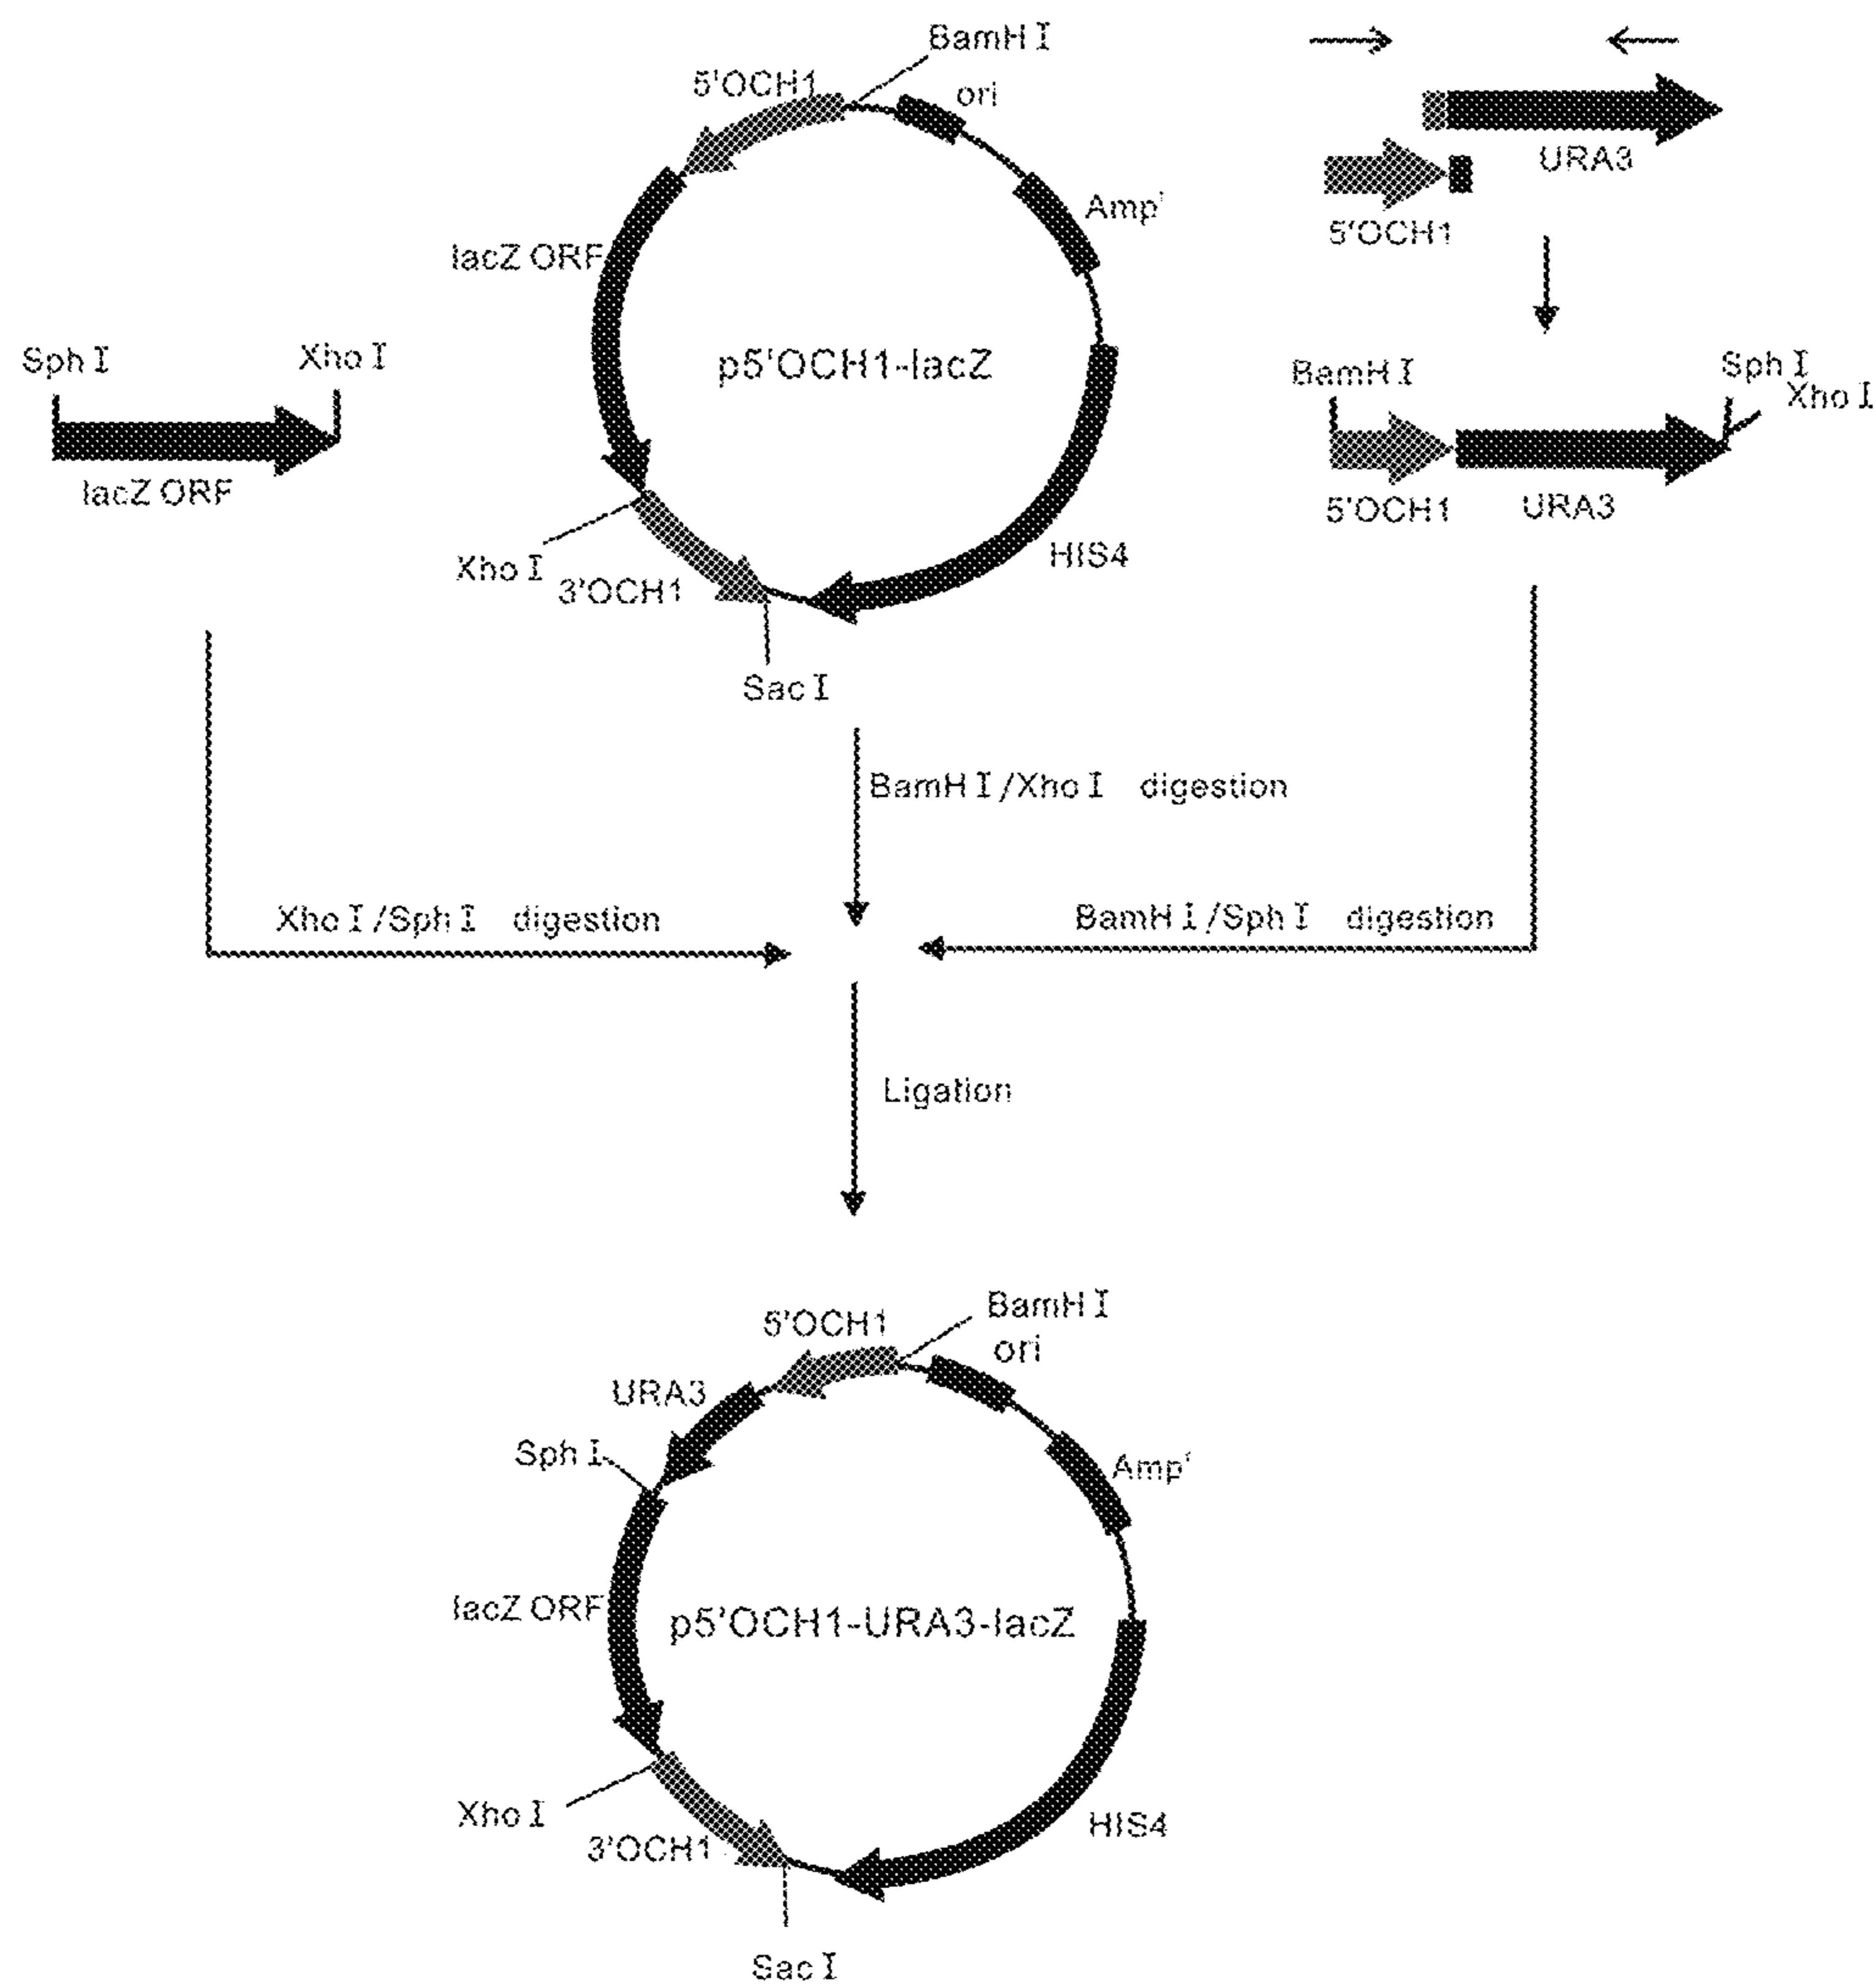 BamH I
5'OCH1
ori
Amp^r
lacZ ORF
p5'OCH1-lacZ
HIS4
Xho I
3'OCH1
Sac I
URA3
5'OCH1
BamH I
Sph I
Xho I
5'OCH1
URA3
Sph I
Xho I
lacZ ORF
BamH I/Xho I digestion
Xho I/Sph I digestion
BamH I/Sph I digestion
Ligation
BamH I
5'OCH1
ori
URA3
Sph I
Amp^r
lacZ ORF
p5'OCH1-URA3-lacZ
Xho I
3'OCH1
HIS4
Sac I